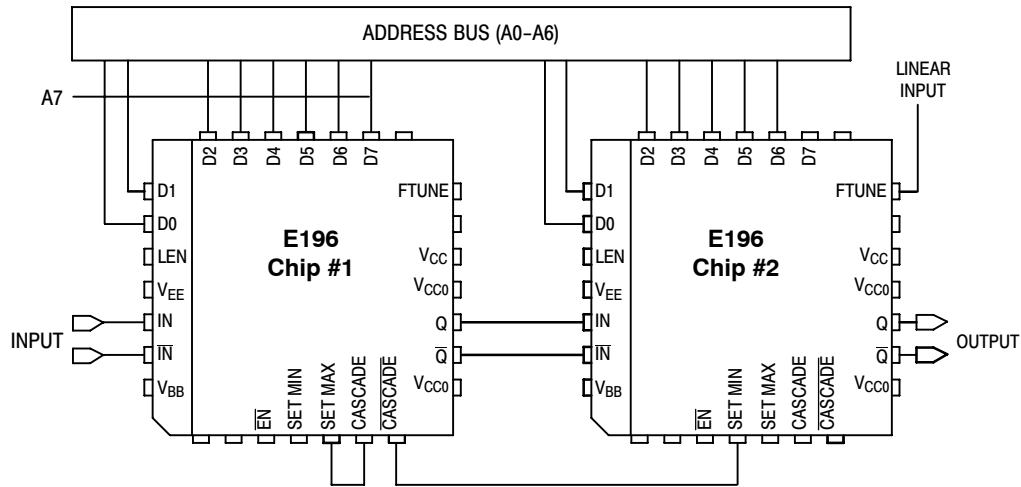 ADDRESS BUS (A0–A6)
A7
LINEAR
INPUT
D2 D3 D4 D5 D6 D7
D1
D0
LEN
VEE
IN
IN
VBB
FTUNE
VCC
VCC0
Q
Q
VCC0
E196
Chip #1
EN SET MIN SET MAX CASCADE CASCADE
INPUT
D2 D3 D4 D5 D6 D7
D1
D0
LEN
VEE
IN
IN
VBB
FTUNE
VCC
VCC0
Q
Q
VCC0
E196
Chip #2
EN SET MIN SET MAX CASCADE CASCADE
OUTPUT